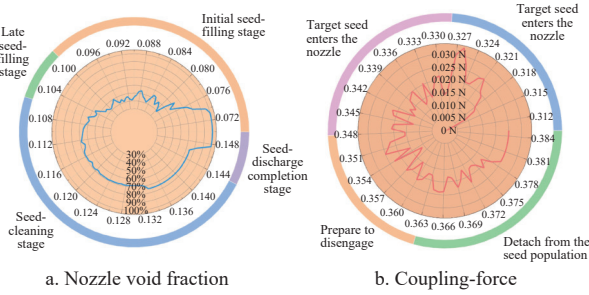 Initial seed-
filling stage
Late
seed-
filling
stage
0.092 0.088
0.096 0.084
0.100 0.080
0.104 0.076
0.108 0.072
0.112 0.148
0.116 0.144
0.120 0.140
0.124 0.136
0.128 0.132
30%
40%
50%
60%
70%
80%
90%
100%
Seed-
discharge
completion
stage
Seed-
cleaning
stage
a. Nozzle void fraction
Target seed
enters the
nozzle
Target seed
enters the
nozzle
0.330 0.327
0.333 0.324
0.336 0.321
0.339 0.318
0.342 0.315
0.345 0.312
0.348 0.384
0.351 0.381
0.354 0.378
0.357 0.375
0.360 0.372
0.363 0.366 0.369
0.030 N
0.025 N
0.020 N
0.015 N
0.010 N
0.005 N
0 N
Prepare to
disengage
Detach from the
seed population
b. Coupling-force